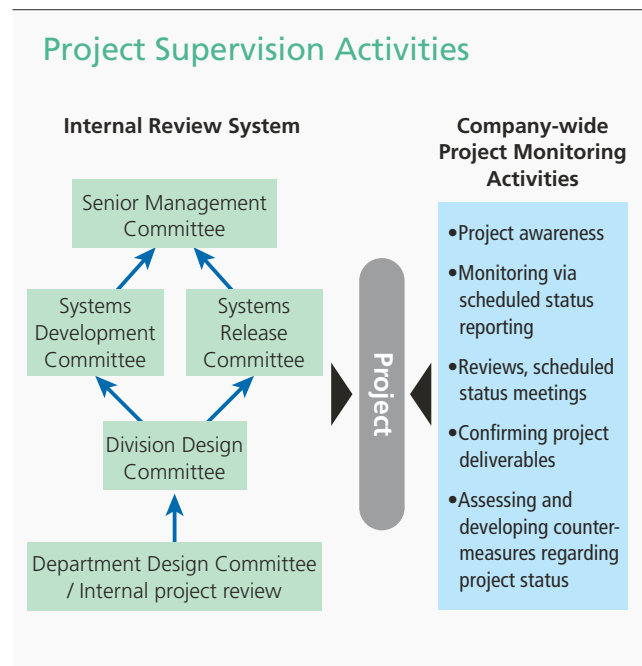 Project Supervision Activities
Internal Review System
Senior Management
Committee
Systems
Development
Committee
Systems
Release
Committee
Division Design
Committee
Department Design Committee
/ Internal project review
Project
Company-wide
Project Monitoring
Activities
•Project awareness
•Monitoring via
scheduled status
reporting
•Reviews, scheduled
status meetings
•Confirming project
deliverables
•Assessing and
developing counter-
measures regarding
project status